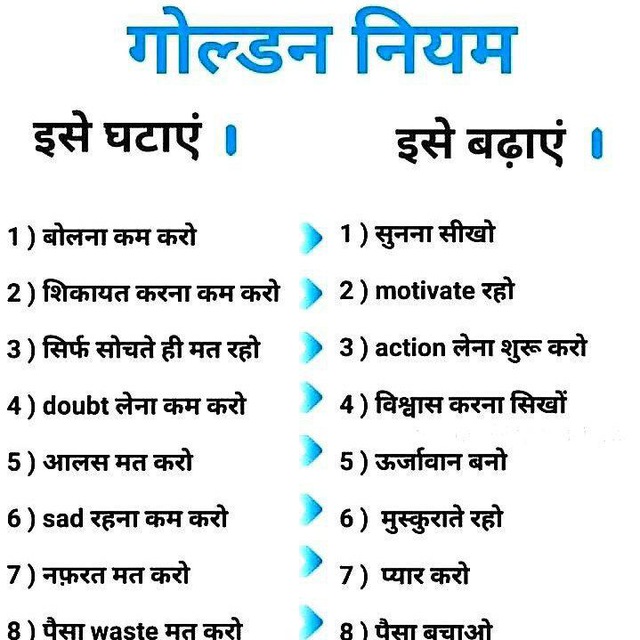 गोल्डन नियम
इसे घटाएं
इसे बढ़ाएं
1 ) बोलना कम करो
1 ) सुनना सीखो
2 ) शिकायत करना कम करो
2 ) motivate रहो
3 ) सिर्फ सोचते ही मत रहो
3 ) action लेना शुरू करो
4 ) doubt लेना कम करो
4 ) विश्वास करना सिखों
5 ) आलस मत करो
5 ) ऊर्जावान बनो
6 ) sad रहना कम करो
6 ) मुस्कुराते रहो
7 ) नफ़रत मत करो
7 ) प्यार करो
8 ) पैसा waste मत करो
8 ) पैसा बचाओ